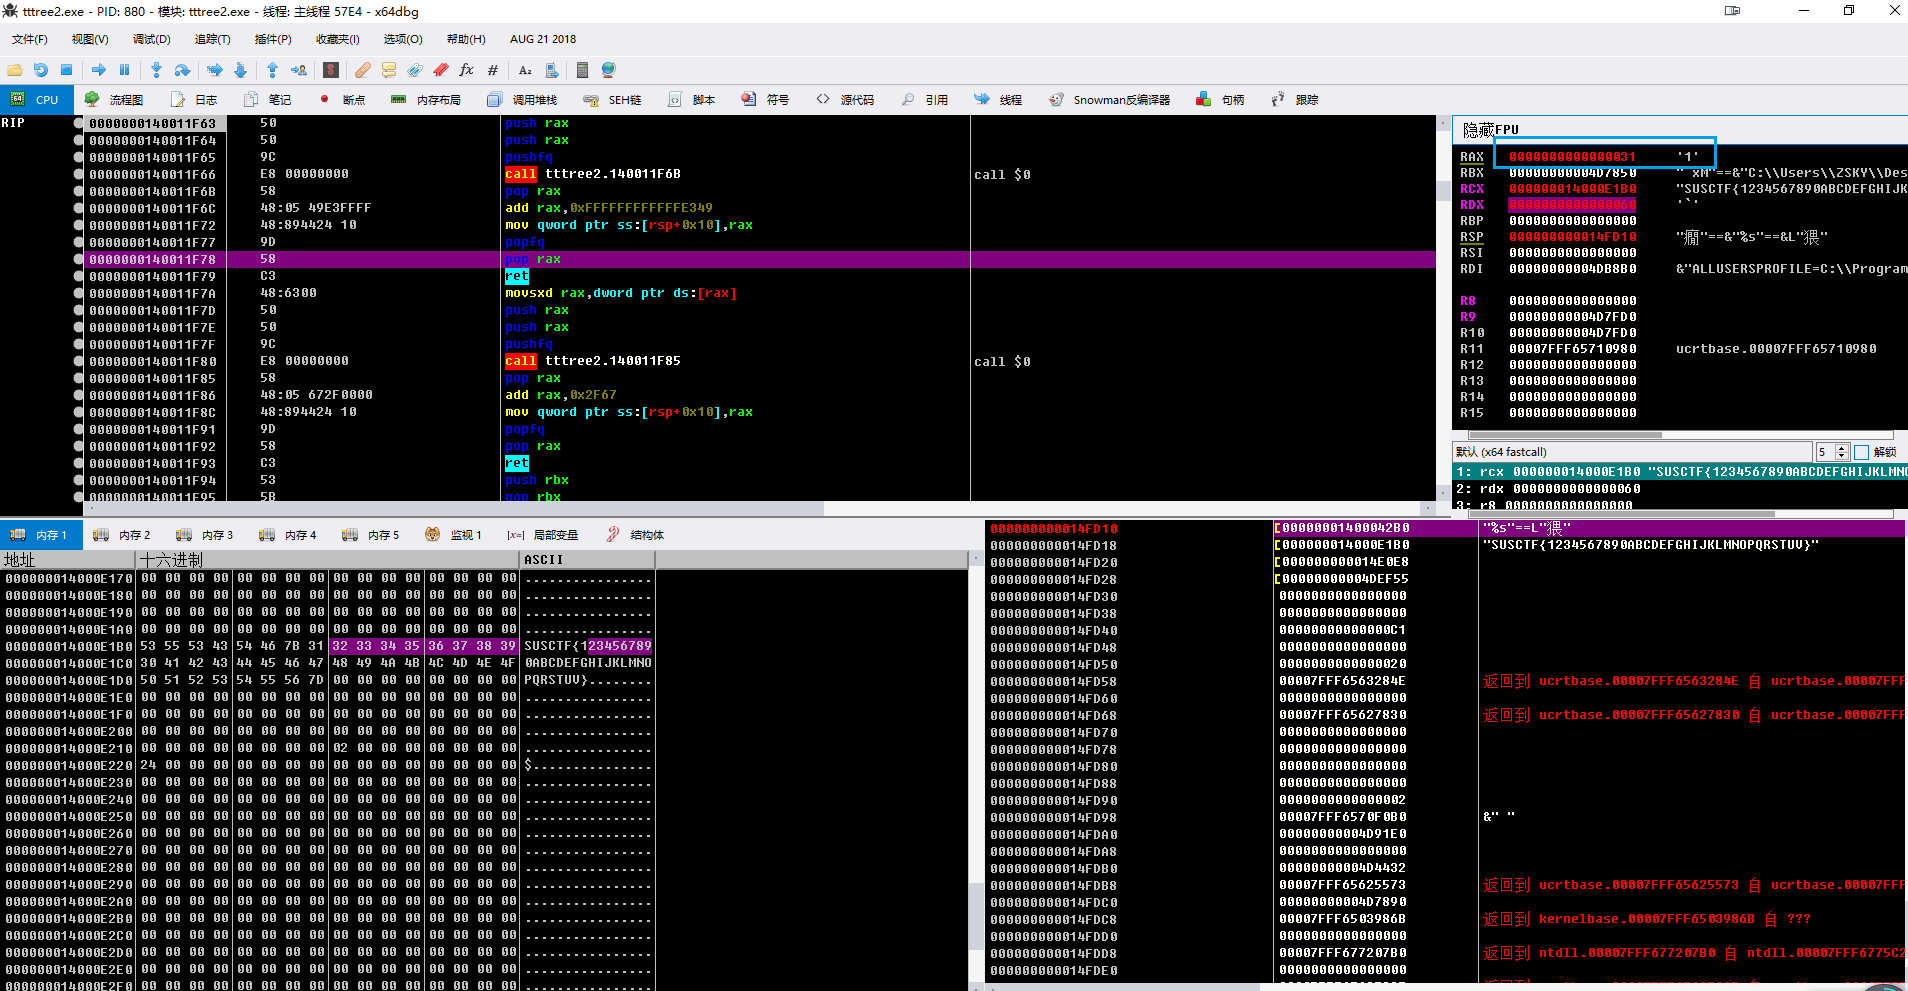 tttree2.exe - PID: 880 - 模块: tttree2.exe - 线程: 主线程 57E4 - x64dbg
文件(F) 视图(V) 调试(D) 追踪(T) 插件(P) 收藏夹(I) 选项(O) 帮助(H) AUG 21 2018
CPU 流程图 日志 笔记 断点 内存布局 调用堆栈 SEH链 脚本 符号 源代码 引用 线程 Snowman反编译器 句柄 跟踪
RIP
0000000140011F63 50 push rax
0000000140011F64 50 push rax
0000000140011F65 9C pushfq
0000000140011F66 E8 00000000 call tttree2.140011F6B call $0
0000000140011F6B 58 pop rax
0000000140011F6C 48:05 49E3FFFF add rax,0xFFFFFFFFFFFFE349
0000000140011F72 48:894424 10 mov qword ptr ss:[rsp+0x10],rax
0000000140011F77 9D popfq
0000000140011F78 58 pop rax
0000000140011F79 C3 ret
0000000140011F7A 48:6300 movsxd rax,dword ptr ds:[rax]
0000000140011F7D 50 push rax
0000000140011F7E 50 push rax
0000000140011F7F 9C pushfq
0000000140011F80 E8 00000000 call tttree2.140011F85 call $0
0000000140011F85 58 pop rax
0000000140011F86 48:05 672F0000 add rax,0x2F67
0000000140011F8C 48:894424 10 mov qword ptr ss:[rsp+0x10],rax
0000000140011F91 9D popfq
0000000140011F92 58 pop rax
0000000140011F93 C3 ret
0000000140011F94 53 push rbx
0000000140011F95 5B pop rbx
隐藏FPU
RAX 0000000000000031 '1'
RBX 00000000004D7850 " xM"==&"C:\\Users\\ZSKY\\Des
RCX 000000014000E1B0 "SUSCTF{1234567890ABCDEFGHIJK
RDX 0000000000000060 '`'
RBP 0000000000000000
RSP 000000000014FD10 "癎"==&"%s"==&L"猥"
RSI 0000000000000000
RDI 00000000004DB8B0 &"ALLUSERSPROFILE=C:\\Program
R8 0000000000000000
R9 00000000004D7FD0
R10 00000000004D7FD0
R11 00007FFF65710980 ucrtbase.00007FFF65710980
R12 0000000000000000
R13 0000000000000000
R14 0000000000000000
R15 0000000000000000
默认 (x64 fastcall) 5 解锁
1: rcx 000000014000E1B0 "SUSCTF{1234567890ABCDEFGHIJKLMNO
2: rdx 0000000000000060
3: r8 0000000000000000
内存 1 内存 2 内存 3 内存 4 内存 5 监视 1 局部变量 结构体
地址 十六进制 ASCII
000000014000E170 00 00 00 00 00 00 00 00 00 00 00 00 00 00 00 00 ................
000000014000E180 00 00 00 00 00 00 00 00 00 00 00 00 00 00 00 00 ................
000000014000E190 00 00 00 00 00 00 00 00 00 00 00 00 00 00 00 00 ................
000000014000E1A0 00 00 00 00 00 00 00 00 00 00 00 00 00 00 00 00 ................
000000014000E1B0 53 55 53 43 54 46 7B 31 32 33 34 35 36 37 38 39 SUSCTF{123456789
000000014000E1C0 30 41 42 43 44 45 46 47 48 49 4A 4B 4C 4D 4E 4F 0ABCDEFGHIJKLMNO
000000014000E1D0 50 51 52 53 54 55 56 7D 00 00 00 00 00 00 00 00 PQRSTUV}........
000000014000E1E0 00 00 00 00 00 00 00 00 00 00 00 00 00 00 00 00 ................
000000014000E1F0 00 00 00 00 00 00 00 00 00 00 00 00 00 00 00 00 ................
000000014000E200 00 00 00 00 00 00 00 00 00 00 00 00 00 00 00 00 ................
000000014000E210 00 00 00 00 00 00 00 00 02 00 00 00 00 00 00 00 ................
000000014000E220 24 00 00 00 00 00 00 00 00 00 00 00 00 00 00 00 $...............
000000014000E230 00 00 00 00 00 00 00 00 00 00 00 00 00 00 00 00 ................
000000014000E240 00 00 00 00 00 00 00 00 00 00 00 00 00 00 00 00 ................
000000014000E250 00 00 00 00 00 00 00 00 00 00 00 00 00 00 00 00 ................
000000014000E260 00 00 00 00 00 00 00 00 00 00 00 00 00 00 00 00 ................
000000014000E270 00 00 00 00 00 00 00 00 00 00 00 00 00 00 00 00 ................
000000014000E280 00 00 00 00 00 00 00 00 00 00 00 00 00 00 00 00 ................
000000014000E290 00 00 00 00 00 00 00 00 00 00 00 00 00 00 00 00 ................
000000014000E2A0 00 00 00 00 00 00 00 00 00 00 00 00 00 00 00 00 ................
000000014000E2B0 00 00 00 00 00 00 00 00 00 00 00 00 00 00 00 00 ................
000000014000E2C0 00 00 00 00 00 00 00 00 00 00 00 00 00 00 00 00 ................
000000014000E2D0 00 00 00 00 00 00 00 00 00 00 00 00 00 00 00 00 ................
000000014000E2E0 00 00 00 00 00 00 00 00 00 00 00 00 00 00 00 00 ................
000000014000E2F0 00 00 00 00 00 00 00 00 00 00 00 00 00 00 00 00 ................
000000000014FD10 00000001400042B0 "%s"==L"猥"
000000000014FD18 000000014000E1B0 "SUSCTF{1234567890ABCDEFGHIJKLMNOPQRSTUV}"
000000000014FD20 000000000014E0E8
000000000014FD28 00000000004DEF55
000000000014FD30 0000000000000000
000000000014FD38 0000000000000000
000000000014FD40 00000000000000C1
000000000014FD48 0000000000000000
000000000014FD50 0000000000000020
000000000014FD58 00007FFF6563284E 返回到 ucrtbase.00007FFF6563284E 自 ucrtbase.00007FFF
000000000014FD60 0000000000000000
000000000014FD68 00007FFF65627830 返回到 ucrtbase.00007FFF65627830 自 ucrtbase.00007FFF
000000000014FD70 0000000000000000
000000000014FD78 0000000000000000
000000000014FD80 0000000000000000
000000000014FD88 0000000000000000
000000000014FD90 0000000000000002
000000000014FD98 00007FFF6570F0B0 &" "
000000000014FDA0 00000000004D91E0
000000000014FDA8 0000000000000000
000000000014FDB0 00000000004D4432
000000000014FDB8 00007FFF65625573 返回到 ucrtbase.00007FFF65625573 自 ucrtbase.00007FFF
000000000014FDC0 00000000004D7890
000000000014FDC8 00007FFF6503986B 返回到 kernelbase.00007FFF6503986B 自 ???
000000000014FDD0 0000000000000000
000000000014FDD8 00007FFF677207B0 返回到 ntdll.00007FFF677207B0 自 ntdll.00007FFF6775C2
000000000014FDE0 0000000000000000